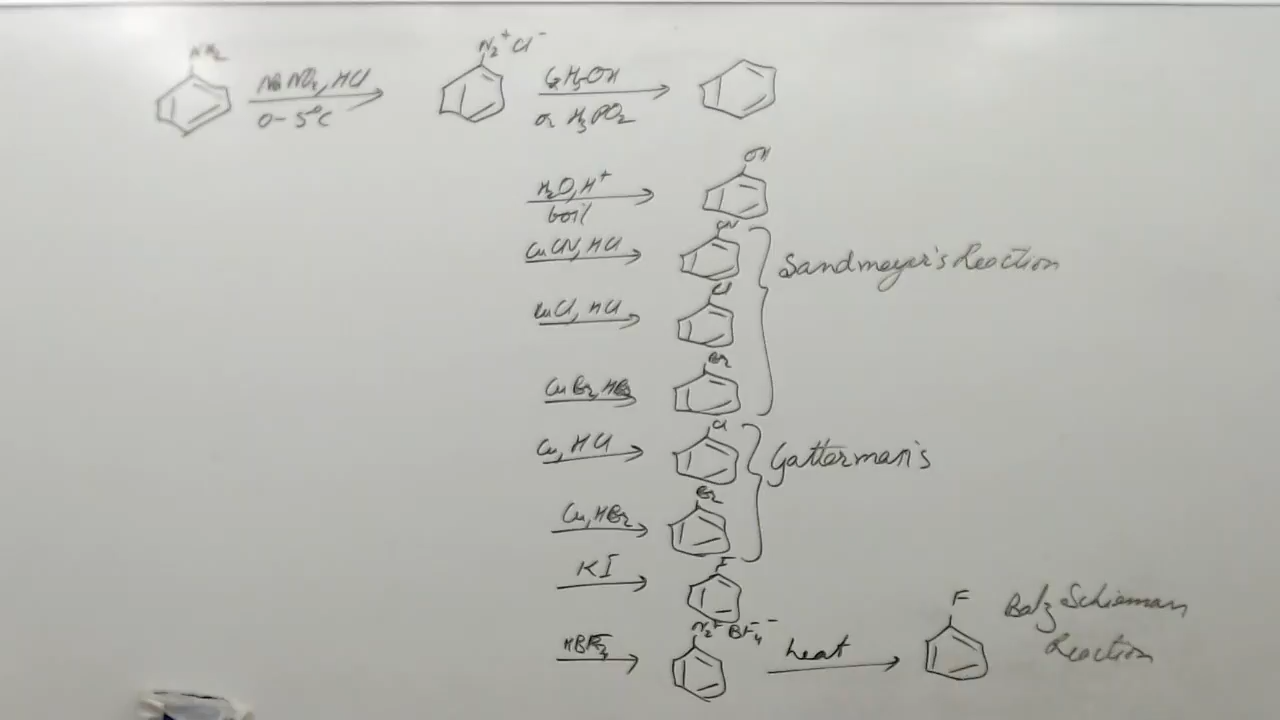 NH2
NaNO2, HCl
0-5°C
N2+Cl-
C2H5OH
or H3PO2
OH
H2O, H+
boil
CN
CuCN, HCl
Sandmeyer's Reaction
Cl
CuCl, HCl
Br
CuBr, HBr
Cl
Cu, HCl
Gatterman's
Br
Cu, HBr
KI
F
HBF4
N2+BF4-
heat
F
Balz Schieman
Reaction